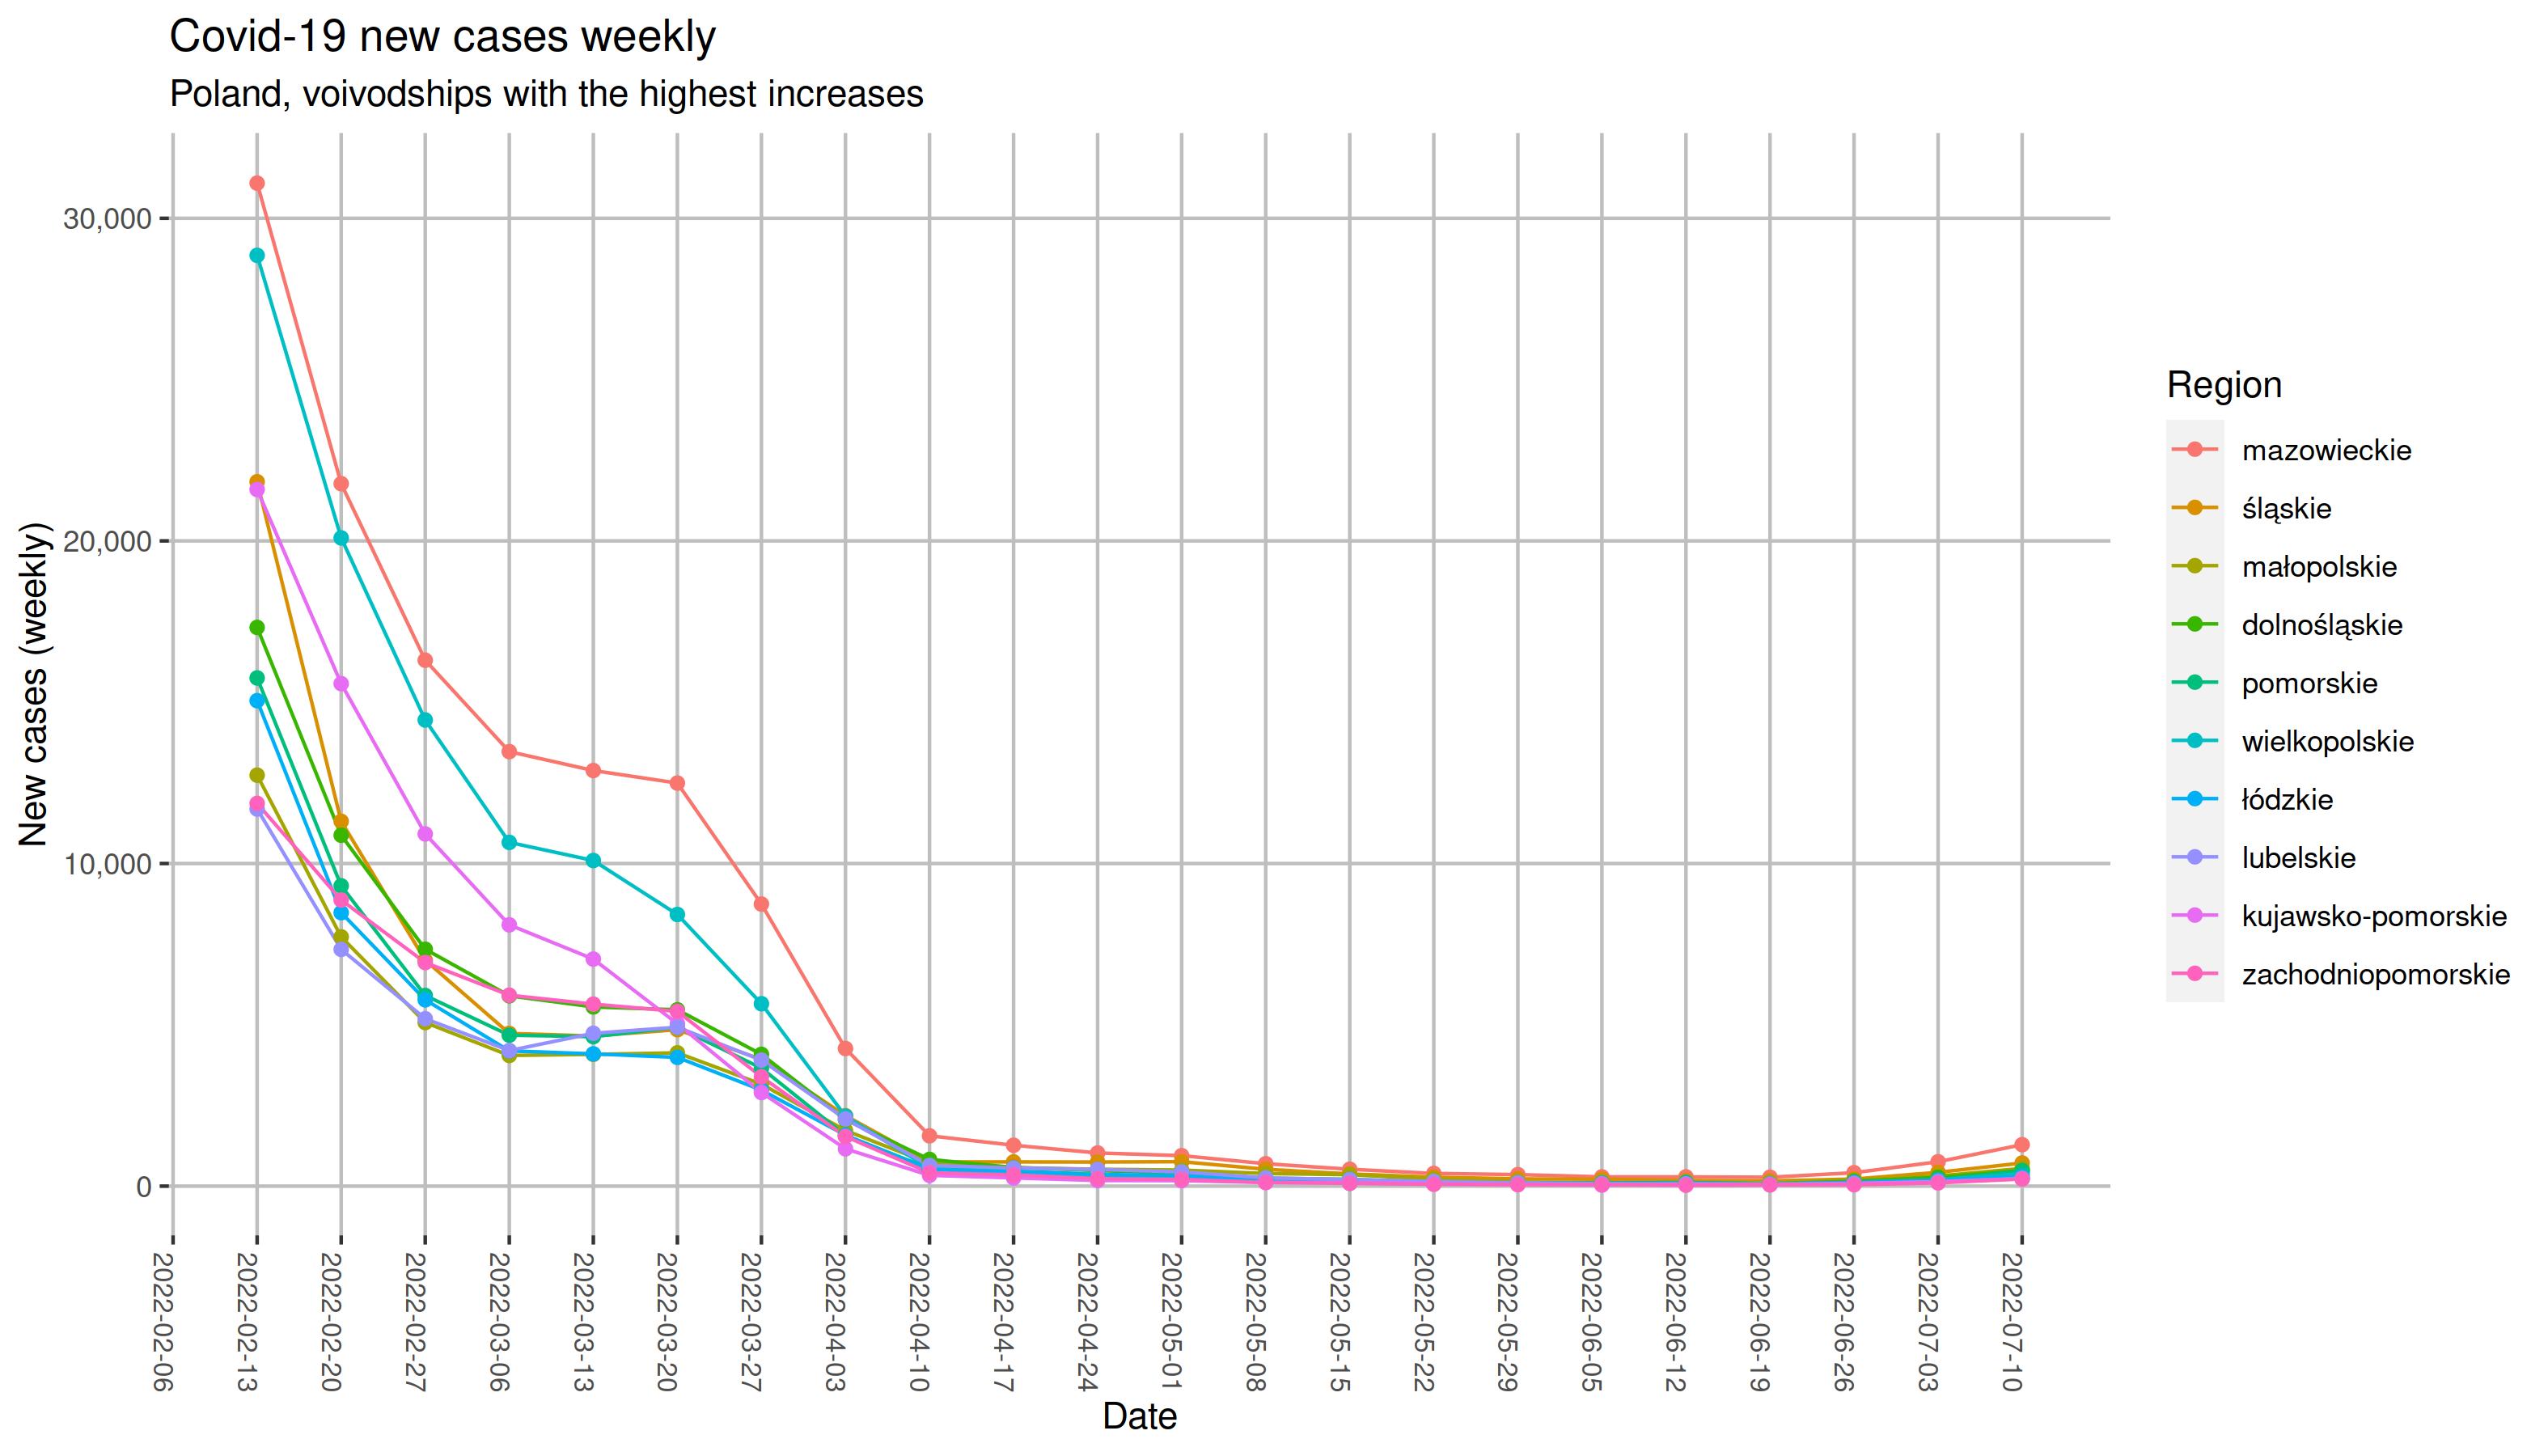 Covid-19 new cases weekly
Poland, voivodships with the highest increases
New cases (weekly)
30,000
20,000
10,000
0
2022-02-06
2022-02-13
2022-02-20
2022-02-27
2022-03-06
2022-03-13
2022-03-20
2022-03-27
2022-04-03
2022-04-10
2022-04-17
2022-04-24
2022-05-01
2022-05-08
2022-05-15
2022-05-22
2022-05-29
2022-06-05
2022-06-12
2022-06-19
2022-06-26
2022-07-03
2022-07-10
Date
Region
mazowieckie
śląskie
małopolskie
dolnośląskie
pomorskie
wielkopolskie
łódzkie
lubelskie
kujawsko-pomorskie
zachodniopomorskie